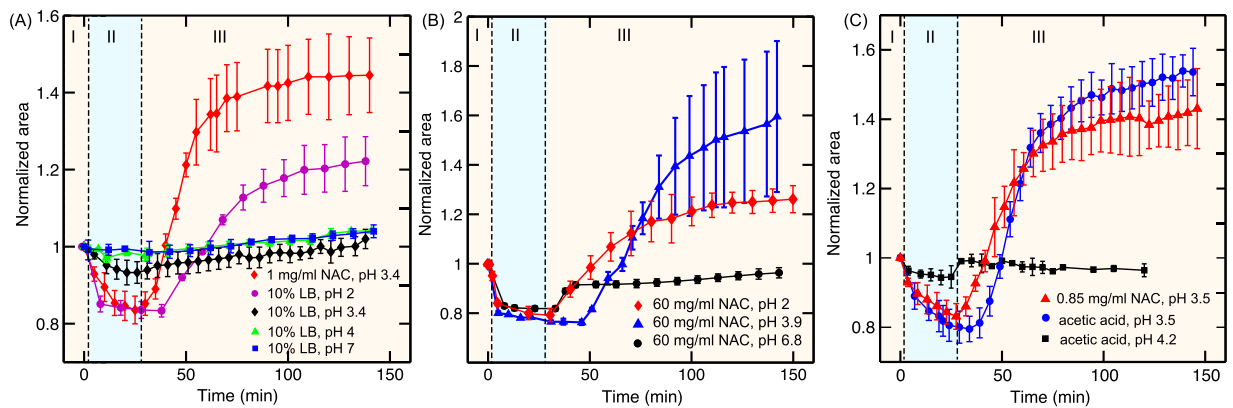 (A)
1.6
1.4
1.2
1
0.8
Normalized area
I II III
1 mg/ml NAC, pH 3.4
10% LB, pH 2
10% LB, pH 3.4
10% LB, pH 4
10% LB, pH 7
0 50 100 150
Time (min)
(B)
2
1.8
1.6
1.4
1.2
1
0.8
Normalized area
I II III
60 mg/ml NAC, pH 2
60 mg/ml NAC, pH 3.9
60 mg/ml NAC, pH 6.8
0 50 100 150
Time (min)
(C)
1.6
1.4
1.2
1
0.8
Normalized area
I II III
0.85 mg/ml NAC, pH 3.5
acetic acid, pH 3.5
acetic acid, pH 4.2
0 50 100 150
Time (min)